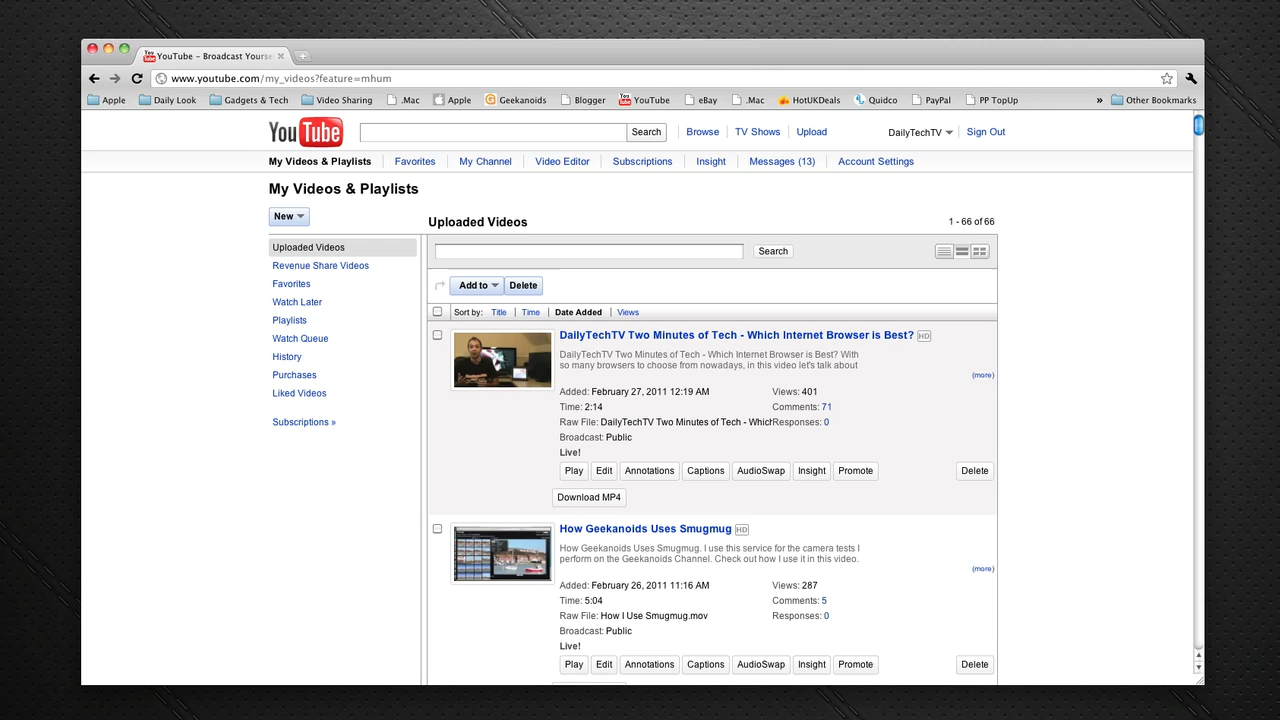 YouTube - Broadcast Yourse
www.youtube.com/my_videos?feature=mhum
Apple Daily Look Gadgets & Tech Video Sharing .Mac Apple Geekanoids Blogger YouTube eBay .Mac HotUKDeals Quidco PayPal PP TopUp » Other Bookmarks
YouTube Search Browse TV Shows Upload DailyTechTV Sign Out
My Videos & Playlists Favorites My Channel Video Editor Subscriptions Insight Messages (13) Account Settings
My Videos & Playlists
New
Uploaded Videos
Revenue Share Videos
Favorites
Watch Later
Playlists
Watch Queue
History
Purchases
Liked Videos
Subscriptions »
Uploaded Videos 1 - 66 of 66
Search
Add to Delete
Sort by: Title Time Date Added Views
DailyTechTV Two Minutes of Tech - Which Internet Browser is Best? HD
DailyTechTV Two Minutes of Tech - Which Internet Browser is Best? With
so many browsers to choose from nowadays, in this video let's talk about
(more)
Added: February 27, 2011 12:19 AM Views: 401
Time: 2:14 Comments: 71
Raw File: DailyTechTV Two Minutes of Tech - Which Responses: 0
Broadcast: Public
Live!
Play Edit Annotations Captions AudioSwap Insight Promote Delete
Download MP4
How Geekanoids Uses Smugmug HD
How Geekanoids Uses Smugmug. I use this service for the camera tests I
perform on the Geekanoids Channel. Check out how I use it in this video.
(more)
Added: February 26, 2011 11:16 AM Views: 287
Time: 5:04 Comments: 5
Raw File: How I Use Smugmug.mov Responses: 0
Broadcast: Public
Live!
Play Edit Annotations Captions AudioSwap Insight Promote Delete